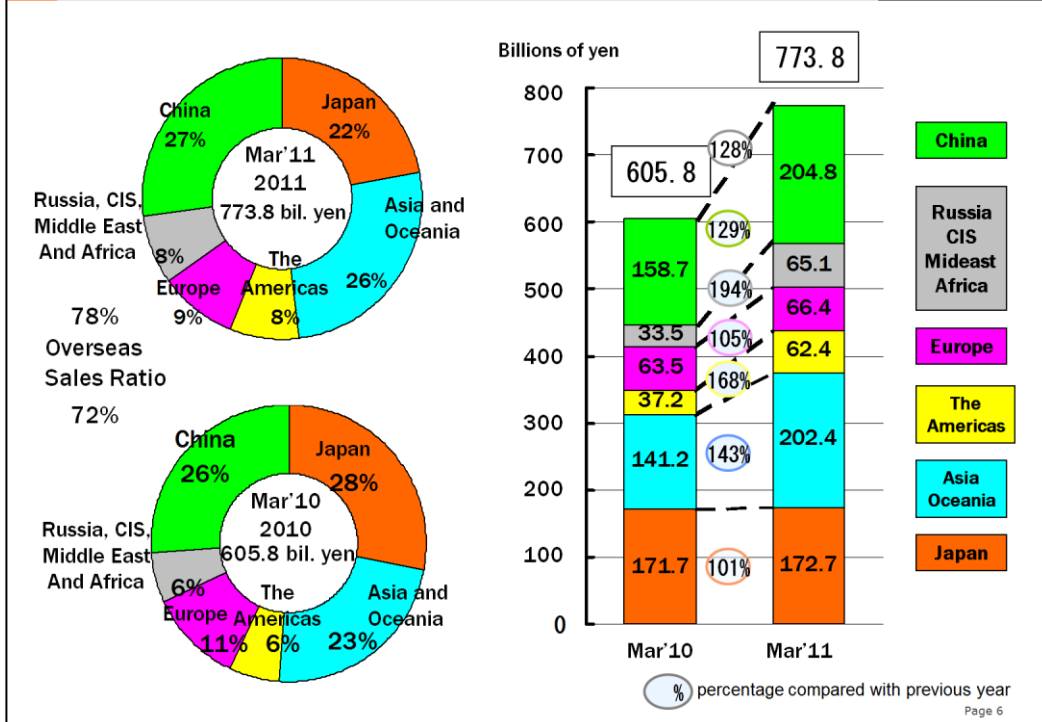 China
27%
Japan
22%
Mar'11
2011
773.8 bil. yen
Russia, CIS,
Middle East
And Africa
8%
Asia and
Oceania
26%
The
Americas
8%
Europe
9%
78%
Overseas
Sales Ratio
72%
China
26%
Japan
28%
Mar'10
2010
605.8 bil. yen
Russia, CIS,
Middle East
And Africa
6%
The
Americas
6%
Europe
11%
Asia and
Oceania
23%
Billions of yen
773.8
605.8
800
700
600
500
400
300
200
100
0
158.7
33.5
63.5
37.2
141.2
171.7
128%
129%
194%
105%
168%
143%
101%
204.8
65.1
66.4
62.4
202.4
172.7
Mar'10
Mar'11
China
Russia
CIS
Mideast
Africa
Europe
The
Americas
Asia
Oceania
Japan
% percentage compared with previous year
Page 6